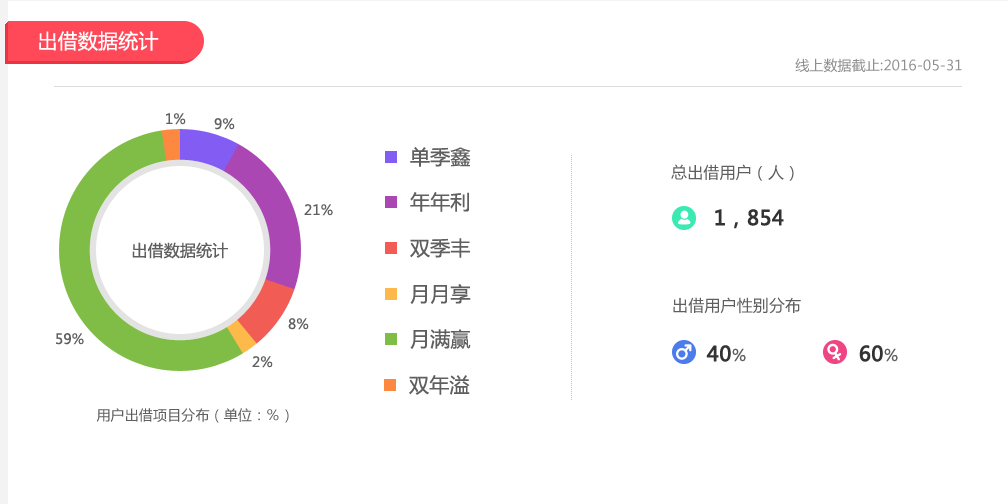 出借数据统计
线上数据截止:2016-05-31
1%
9%
21%
8%
2%
59%
出借数据统计
用户出借项目分布（单位：%）
单季鑫
年年利
双季丰
月月享
月满赢
双年溢
总出借用户（人）
1，854
出借用户性别分布
40% 60%